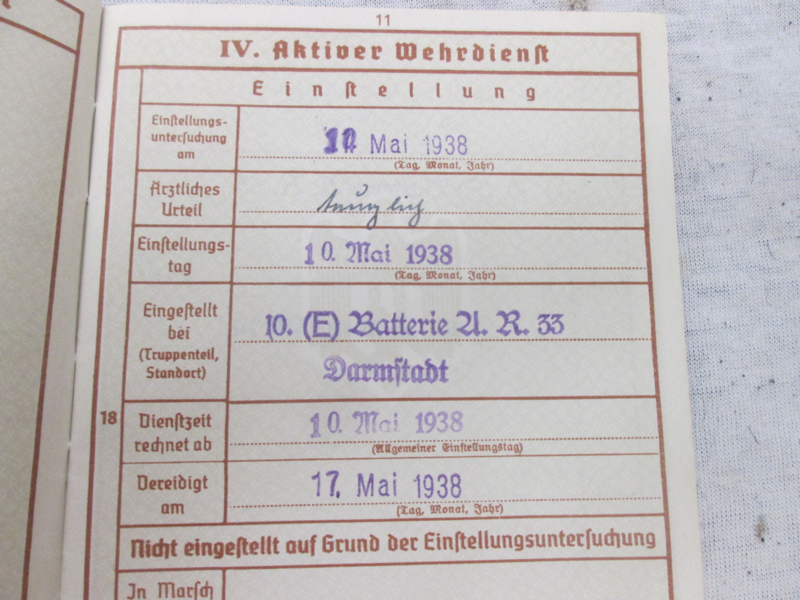 11
IV. Aktiver Wehrdienst
Einstellung
Einstellungs-
untersuchung
am
Mai 1938
(Tag, Monat, Jahr)
Ärztliches
Urteil
tauglich
Einstellungs-
tag
10. Mai 1938
(Tag, Monat, Jahr)
Eingestellt
bei
(Truppenteil,
Standort)
10. (E) Batterie A. R. 33
Darmstadt
18
Dienstzeit
rechnet ab
10. Mai 1938
(Allgemeiner Einstellungstag)
Vereidigt
am
17. Mai 1938
(Tag, Monat, Jahr)
Nicht eingestellt auf Grund der Einstellungsuntersuchung
In Marsch